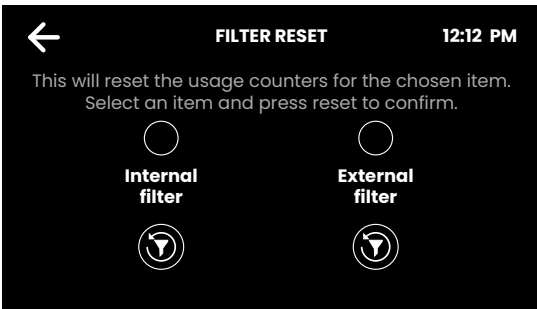 FILTER RESET 12:12 PM
This will reset the usage counters for the chosen item.
Select an item and press reset to confirm.
Internal
filter
External
filter